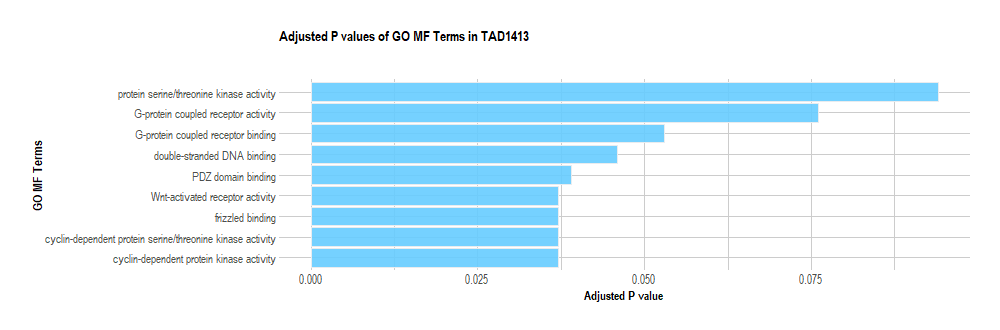 Adjusted P values of GO MF Terms in TAD1413
protein serine/threonine kinase activity
G-protein coupled receptor activity
G-protein coupled receptor binding
double-stranded DNA binding
PDZ domain binding
Wnt-activated receptor activity
frizzled binding
cyclin-dependent protein serine/threonine kinase activity
cyclin-dependent protein kinase activity
GO MF Terms
0.000 0.025 0.050 0.075
Adjusted P value